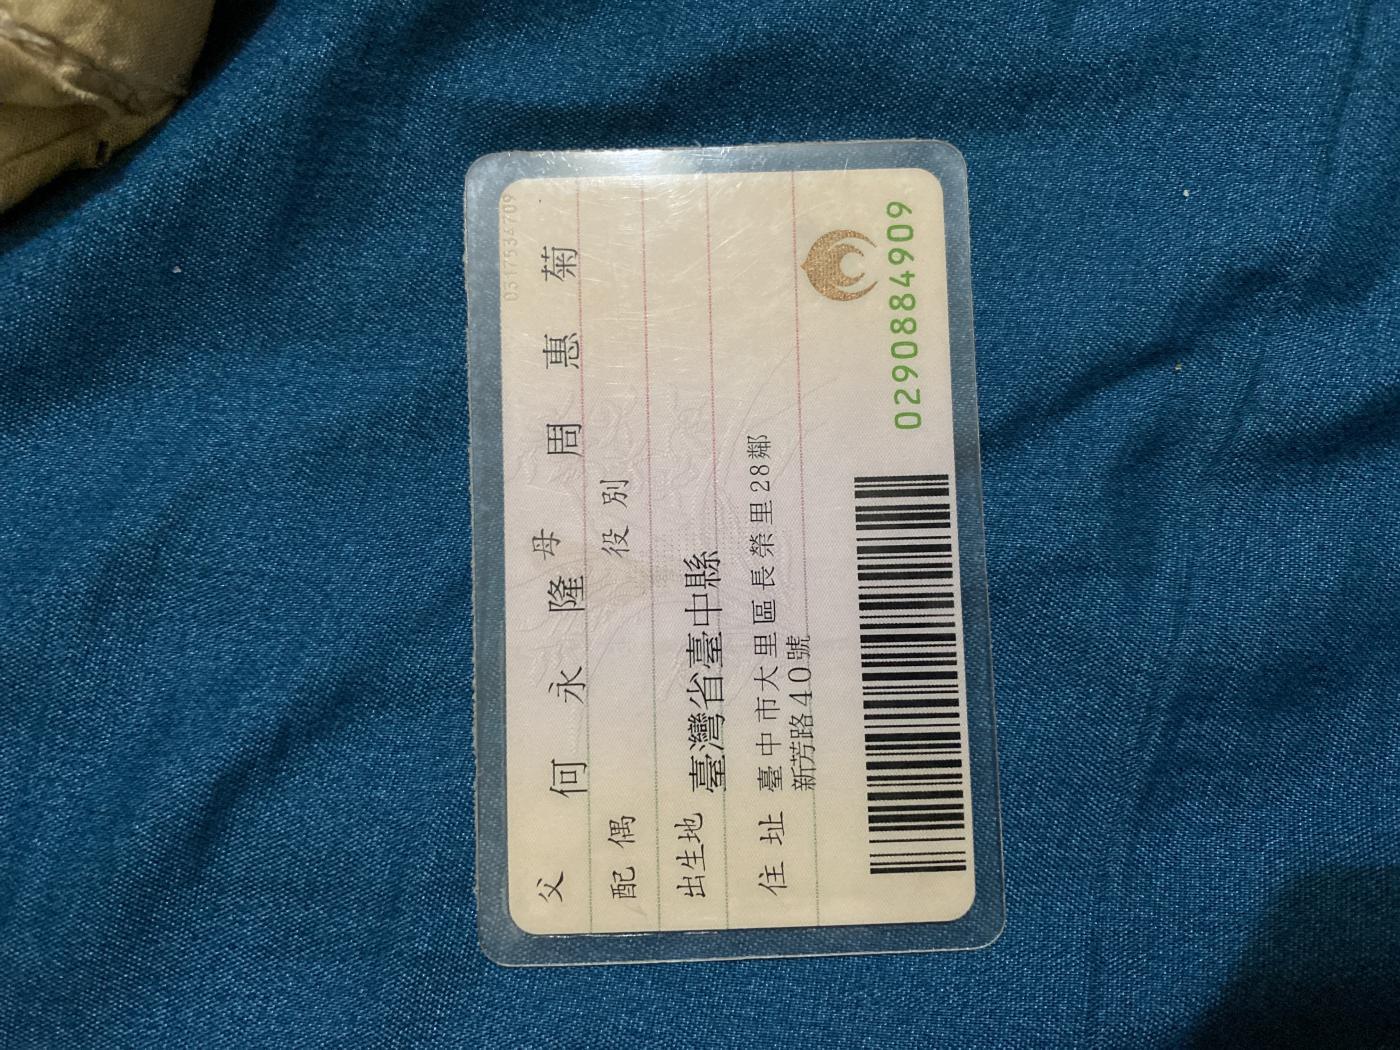 父 何永隆 母 周惠菊
配偶 役別
出生地 臺灣省臺中縣
住址 臺中市大里區長榮里28鄰
新芳路40號
0290884909